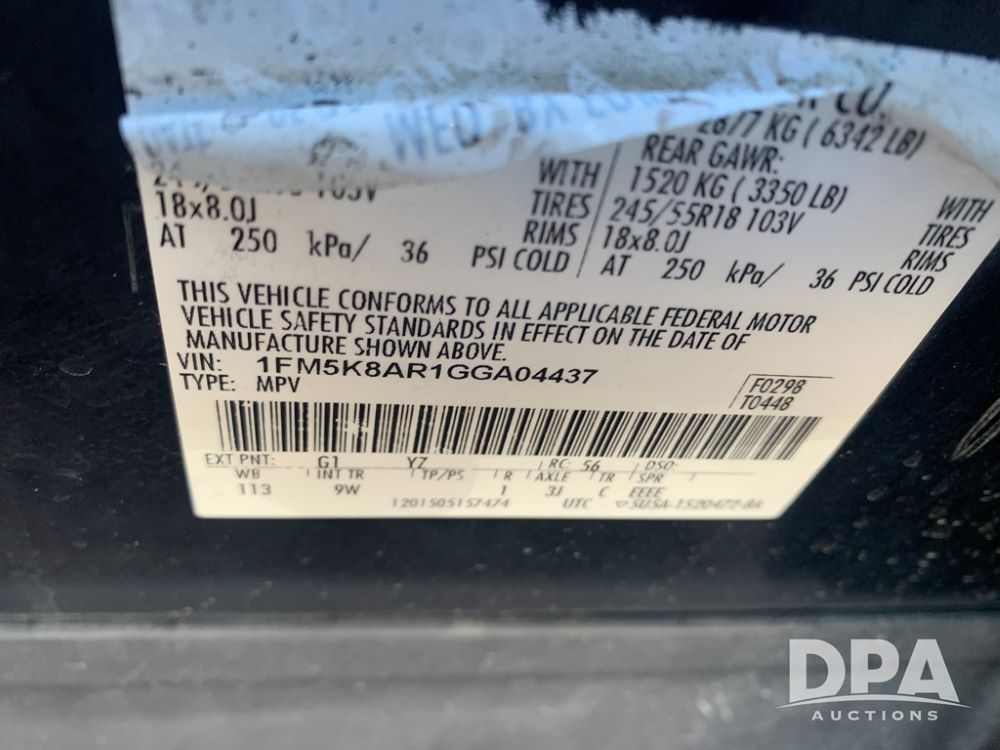 CO.
2877 KG ( 6342 LB)
REAR GAWR:
WITH 1520 KG ( 3350 LB) WITH
103V TIRES 245/55R18 103V TIRES
18x8.0J RIMS 18x8.0J RIMS
AT 250 kPa/ 36 PSI COLD AT 250 kPa/ 36 PSI COLD
THIS VEHICLE CONFORMS TO ALL APPLICABLE FEDERAL MOTOR
VEHICLE SAFETY STANDARDS IN EFFECT ON THE DATE OF
MANUFACTURE SHOWN ABOVE.
VIN: 1FM5K8AR1GGA04437
TYPE: MPV
F0298
T0448
EXT PNT: G1 YZ RC: 56 DSO:
WB INT TR TP/PS R AXLE TR SPR
113 9W 1 3J C EEEE
1201505157474 UTC
DPA
AUCTIONS